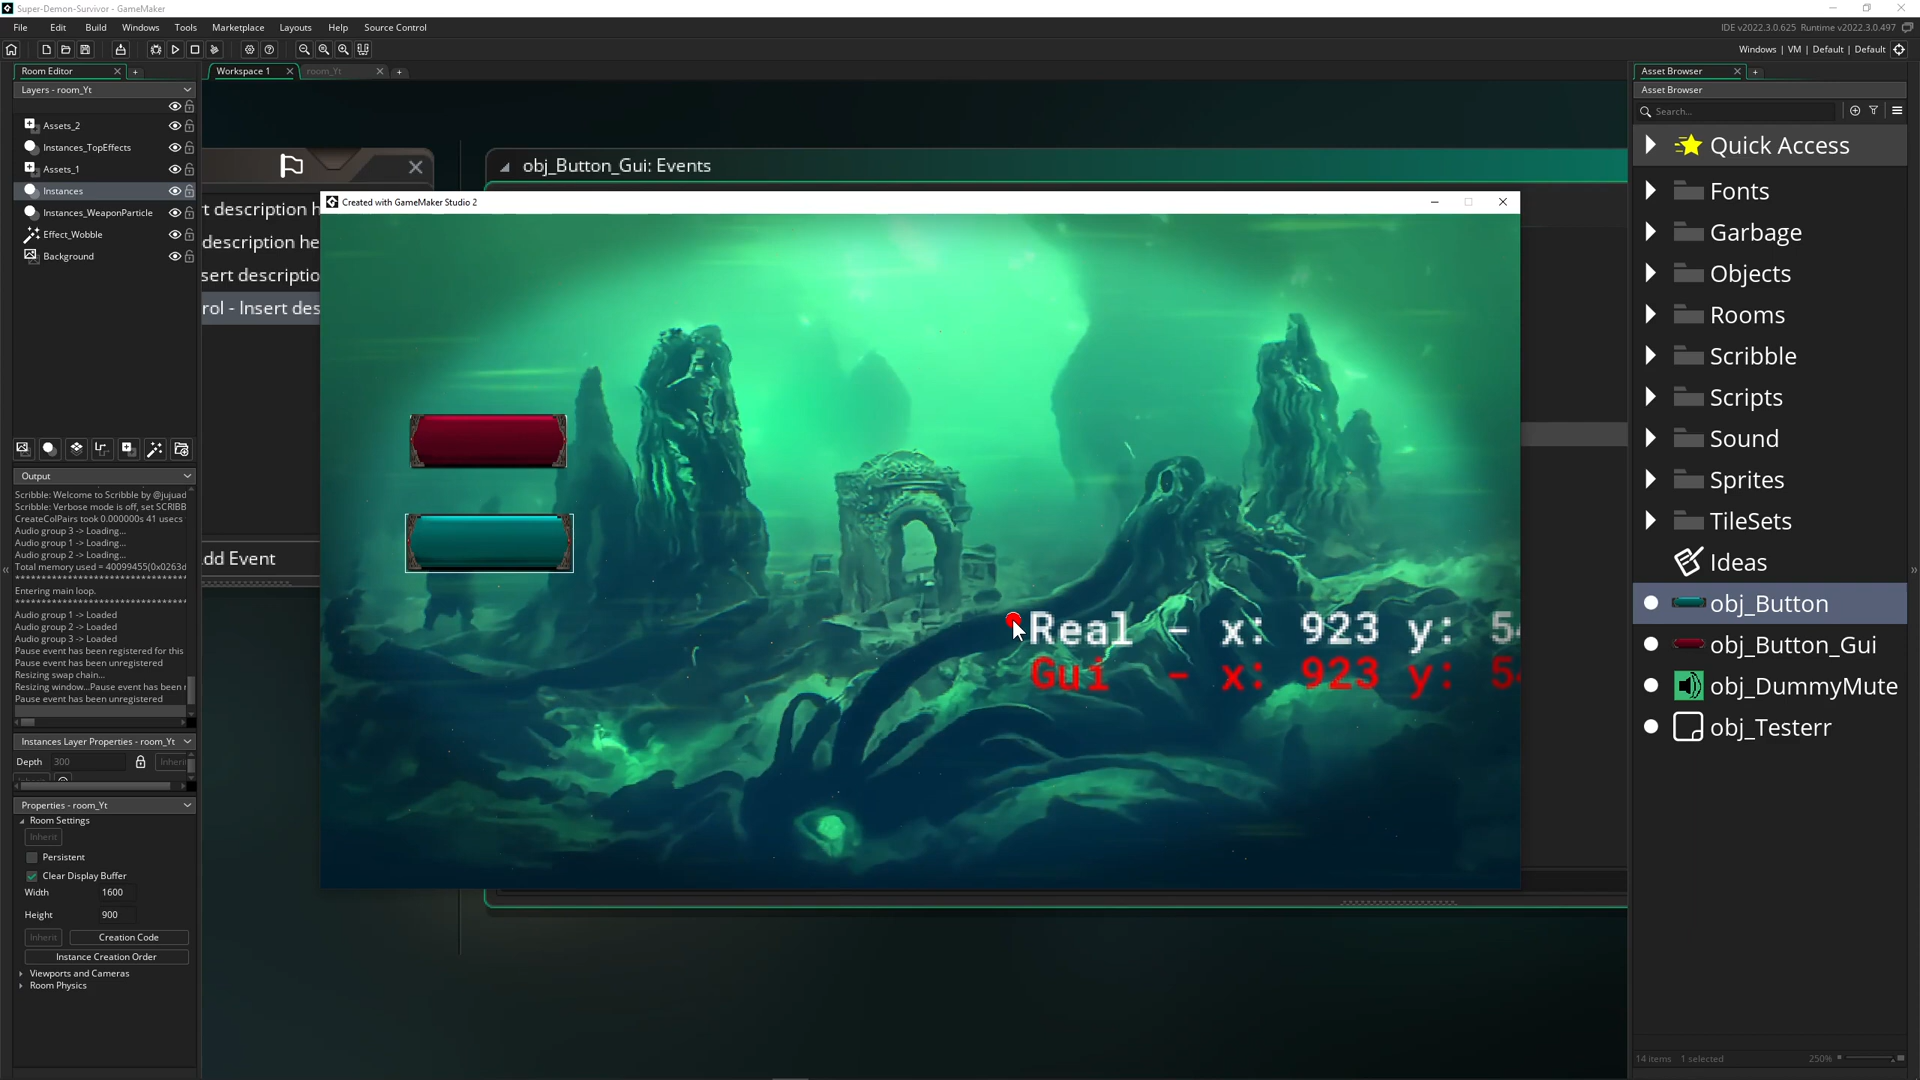 Super-Demon-Survivor - GameMaker
File Edit Build Windows Tools Marketplace Layouts Help Source Control
IDE v2022.3.0.625 Runtime v2022.3.0.497
Windows | VM | Default | Default
Room Editor
Workspace 1
room_Yt
Asset Browser
Layers - room_Yt
Asset Browser
Search...
Assets_2
Instances_TopEffects
Assets_1
Instances
Instances_WeaponParticle
Effect_Wobble
Background
obj_Button_Gui: Events
rt description h
description he
sert descriptio
rol - Insert des
dd Event
Created with GameMaker Studio 2
Real - x: 923 y: 5
Gui - x: 923 y: 5
Quick Access
Fonts
Garbage
Objects
Rooms
Scribble
Scripts
Sound
Sprites
TileSets
Ideas
obj_Button
obj_Button_Gui
obj_DummyMute
obj_Testerr
Output
Scribble: Welcome to Scribble by @jujuad
Scribble: Verbose mode is off, set SCRIBB
CreateColPairs took 0.000000s 41 usecs
Audio group 3 -> Loading...
Audio group 1 -> Loading...
Audio group 2 -> Loading...
Total memory used = 40099455(0x0263d
***************************************
Entering main loop.
***************************************
Audio group 1 -> Loaded
Audio group 2 -> Loaded
Audio group 3 -> Loaded
Pause event has been registered for this
Pause event has been unregistered
Resizing swap chain...
Resizing window...Pause event has been r
Pause event has been unregistered
Instances Layer Properties - room_Yt
Depth 300
Inheri
Properties - room_Yt
Room Settings
Inherit
Persistent
Clear Display Buffer
Width 1600
Height 900
Inherit Creation Code
Instance Creation Order
Viewports and Cameras
Room Physics
14 items 1 selected
250%